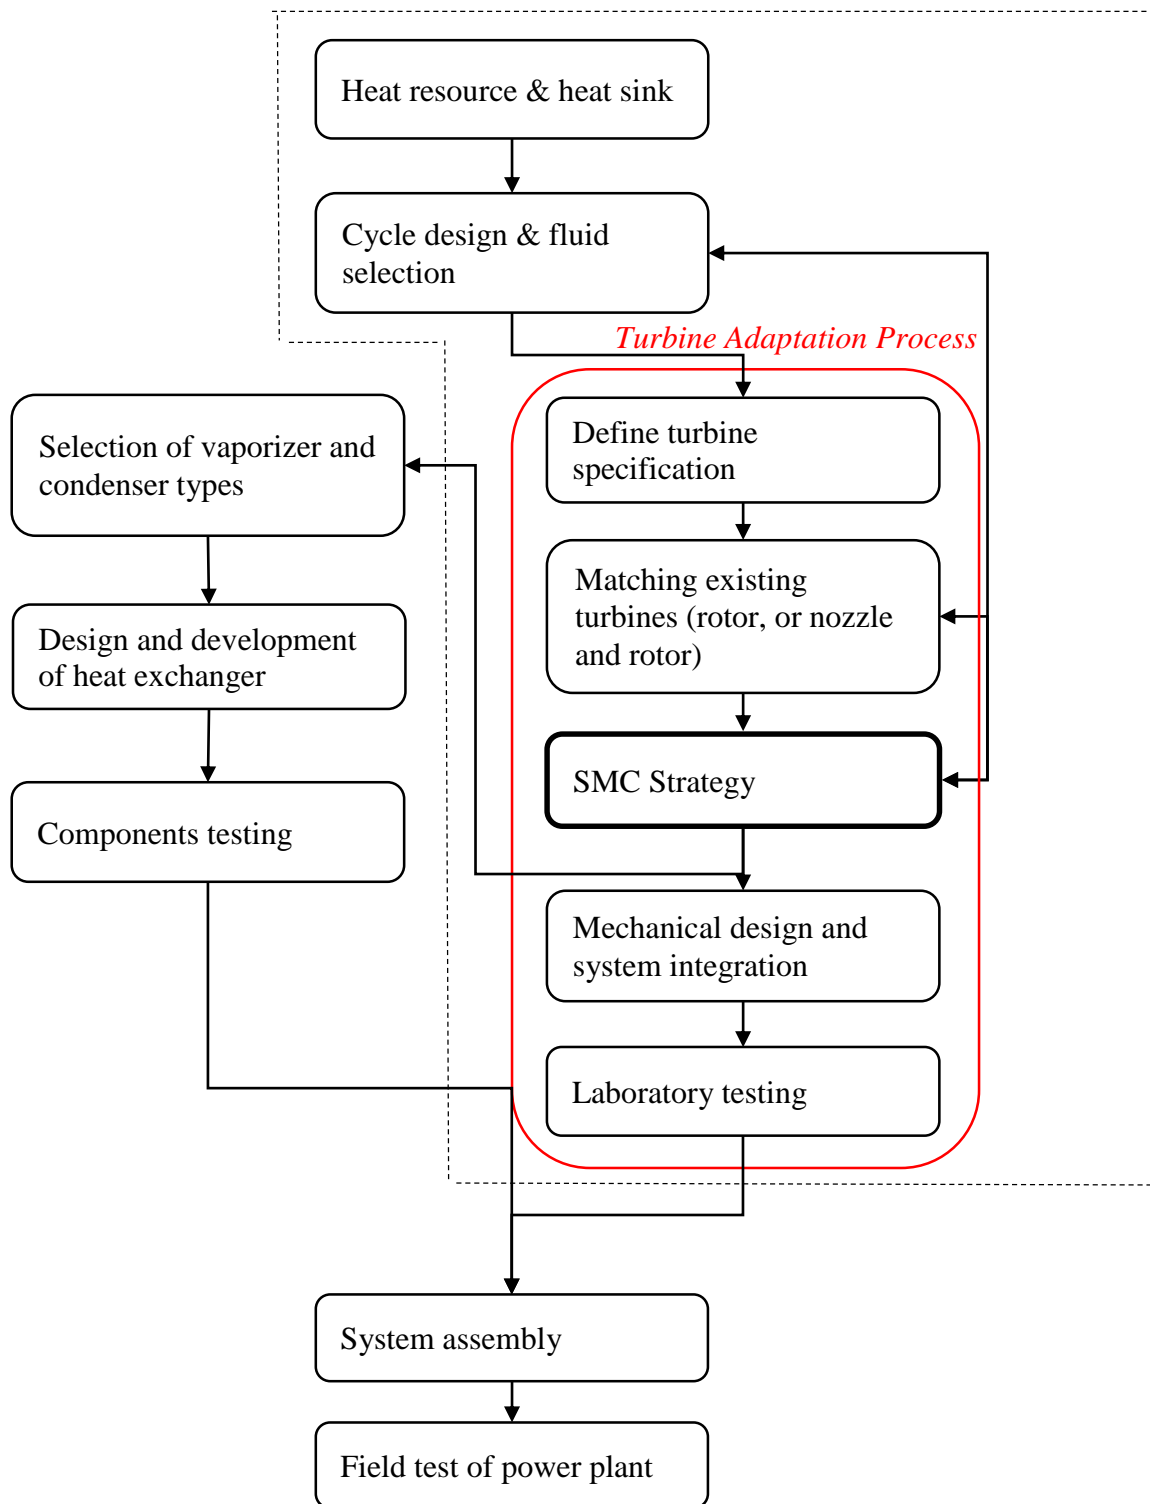 Heat resource & heat sink
Cycle design & fluid
selection
Turbine Adaptation Process
Define turbine
specification
Selection of vaporizer and
condenser types
Matching existing
turbines (rotor, or nozzle
and rotor)
Design and development
of heat exchanger
SMC Strategy
Components testing
Mechanical design and
system integration
Laboratory testing
System assembly
Field test of power plant